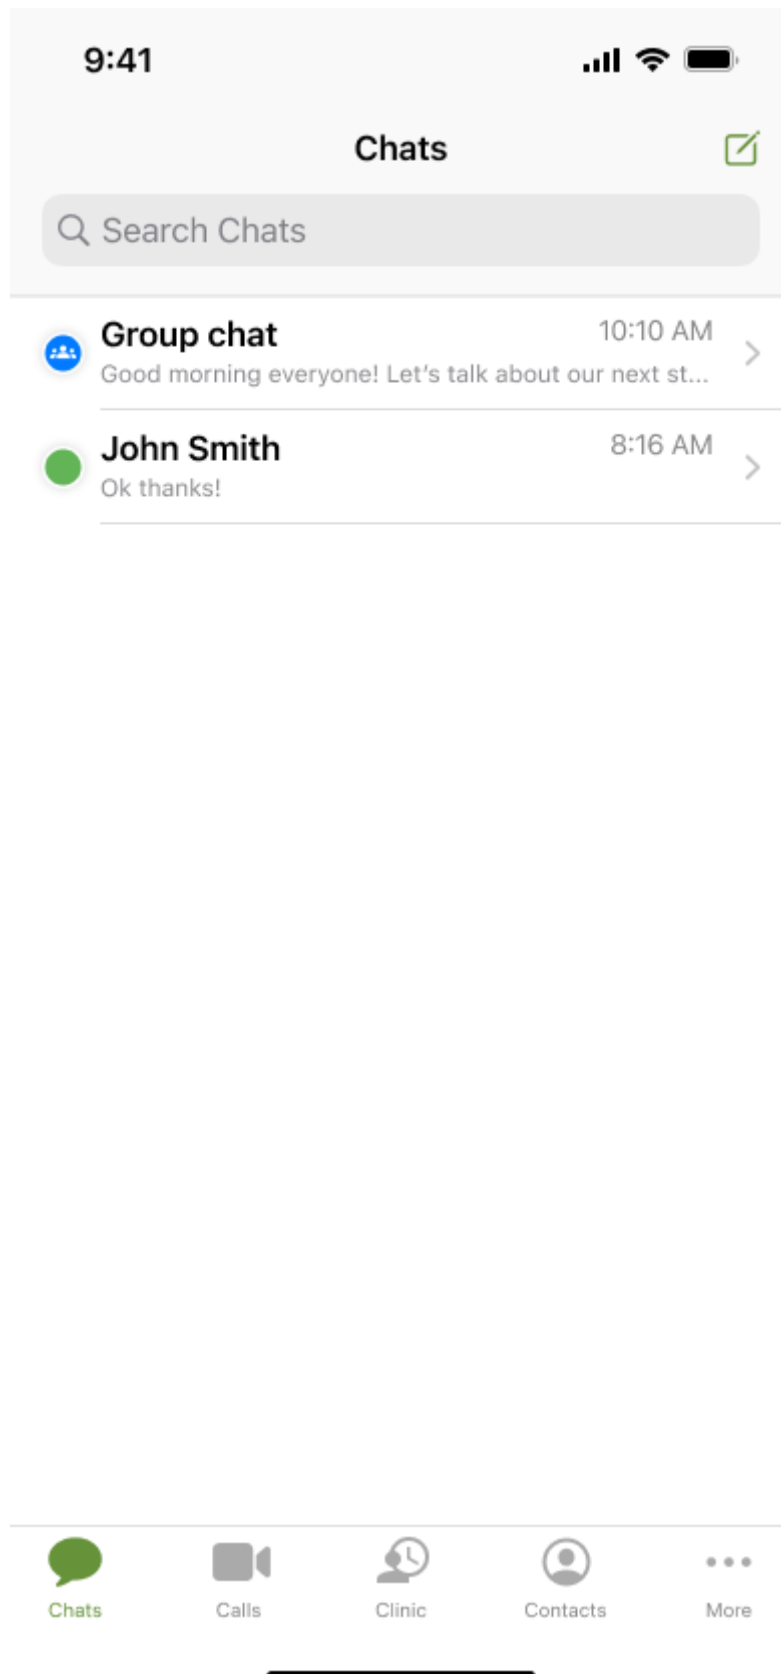 9:41
Chats
Search Chats
Group chat 10:10 AM
Good morning everyone! Let’s talk about our next st...
John Smith 8:16 AM
Ok thanks!
Chats Calls Clinic Contacts More